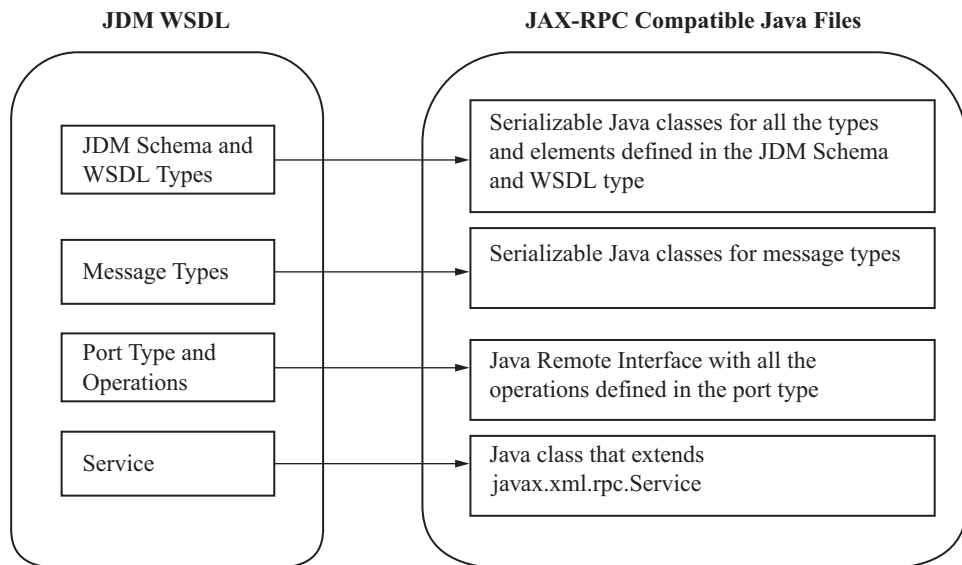 JDM WSDL
JAX-RPC Compatible Java Files
JDM Schema and
WSDL Types
Serializable Java classes for all the types
and elements defined in the JDM Schema
and WSDL type
Message Types
Serializable Java classes for message types
Port Type and
Operations
Java Remote Interface with all the
operations defined in the port type
Service
Java class that extends
javax.xml.rpc.Service